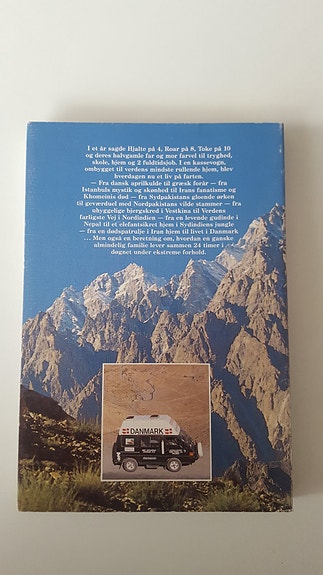 I et år sagde Hjalte på 4, Roar på 8, Toke på 10
og deres halvgamle far og mor farvel til tryghed,
skole, hjem og 2 fuldtidsjob. I en kassevogn,
ombygget til verdens mindste rullende hjem, blev
hverdagen nu et liv på farten.
— Fra dansk aprilkulde til græsk forår — fra
Istanbuls mystik og skønhed til Irans fanatisme og
Khomeinis død — fra Sydpakistans gloende ørken
til geværduel med Nordpakistans vilde stammer — fra
uhyggelige bjergskred i Vestkina til Verdens
farligste Vej i Nordindien — fra en levende gudinde i
Nepal til et elefantsikret hjem i Sydindiens jungle
— fra en dødspatrulje i Iran hjem til livet i Danmark
... Men også en beretning om, hvordan en ganske
almindelig familie lever sammen 24 timer i
døgnet under ekstreme forhold.
DANMARK